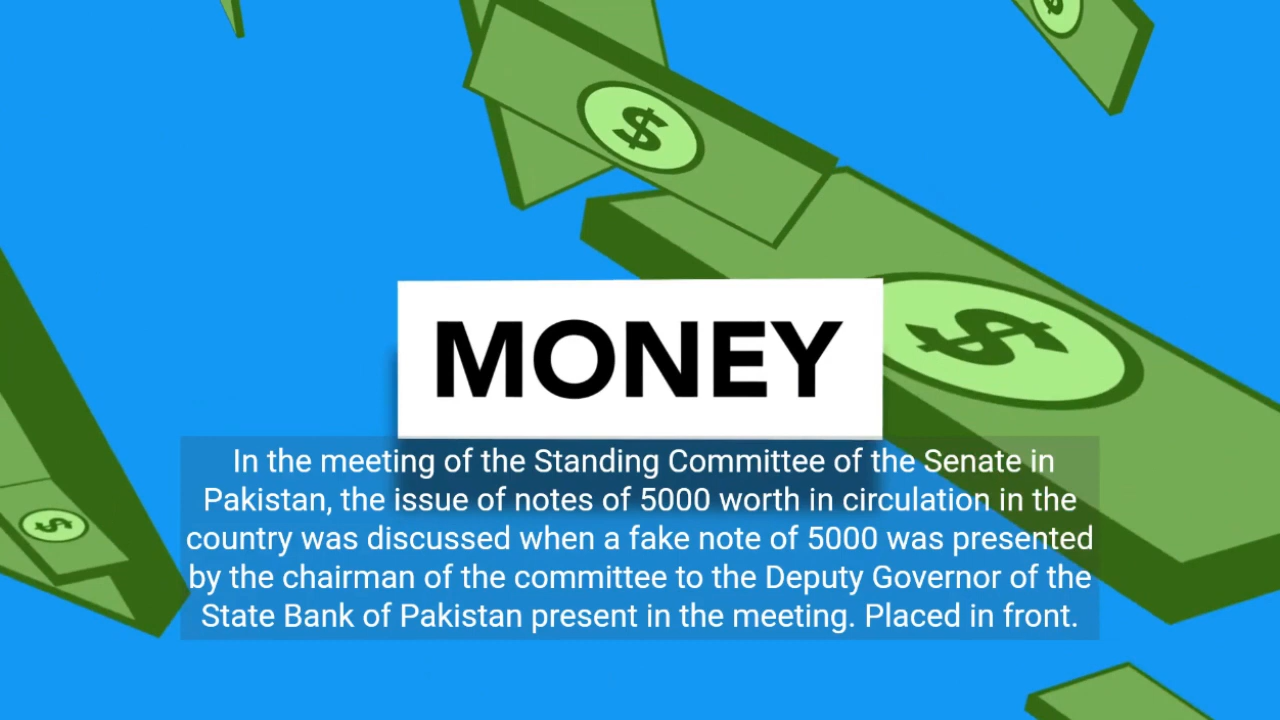 $
$
MONEY
$
In the meeting of the Standing Committee of the Senate in
Pakistan, the issue of notes of 5000 worth in circulation in the
country was discussed when a fake note of 5000 was presented
by the chairman of the committee to the Deputy Governor of the
State Bank of Pakistan present in the meeting. Placed in front.
$